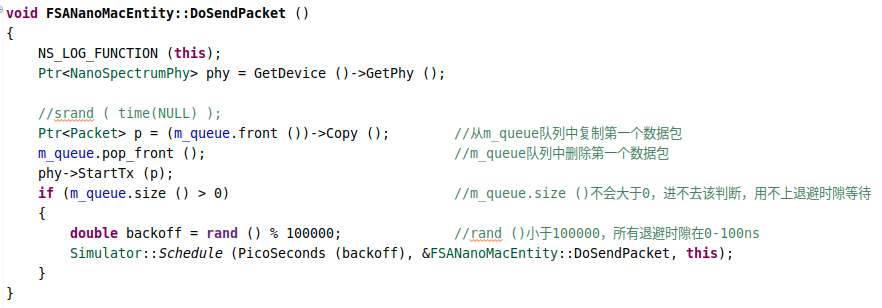 void FSANanoMacEntity::DoSendPacket ()
{
    NS_LOG_FUNCTION (this);
    Ptr<NanoSpectrumPhy> phy = GetDevice ()->GetPhy ();

    //srand ( time(NULL) );
    Ptr<Packet> p = (m_queue.front ())->Copy ();        //从m_queue队列中复制第一个数据包
    m_queue.pop_front ();                               //m_queue队列中删除第一个数据包
    phy->StartTx (p);
    if (m_queue.size () > 0)                            //m_queue.size ()不会大于0，进不去该判断，用不上退避时隙等待
    {
        double backoff = rand () % 100000;              //rand ()小于100000，所有退避时隙在0-100ns
        Simulator::Schedule (PicoSeconds (backoff), &FSANanoMacEntity::DoSendPacket, this);
    }
}